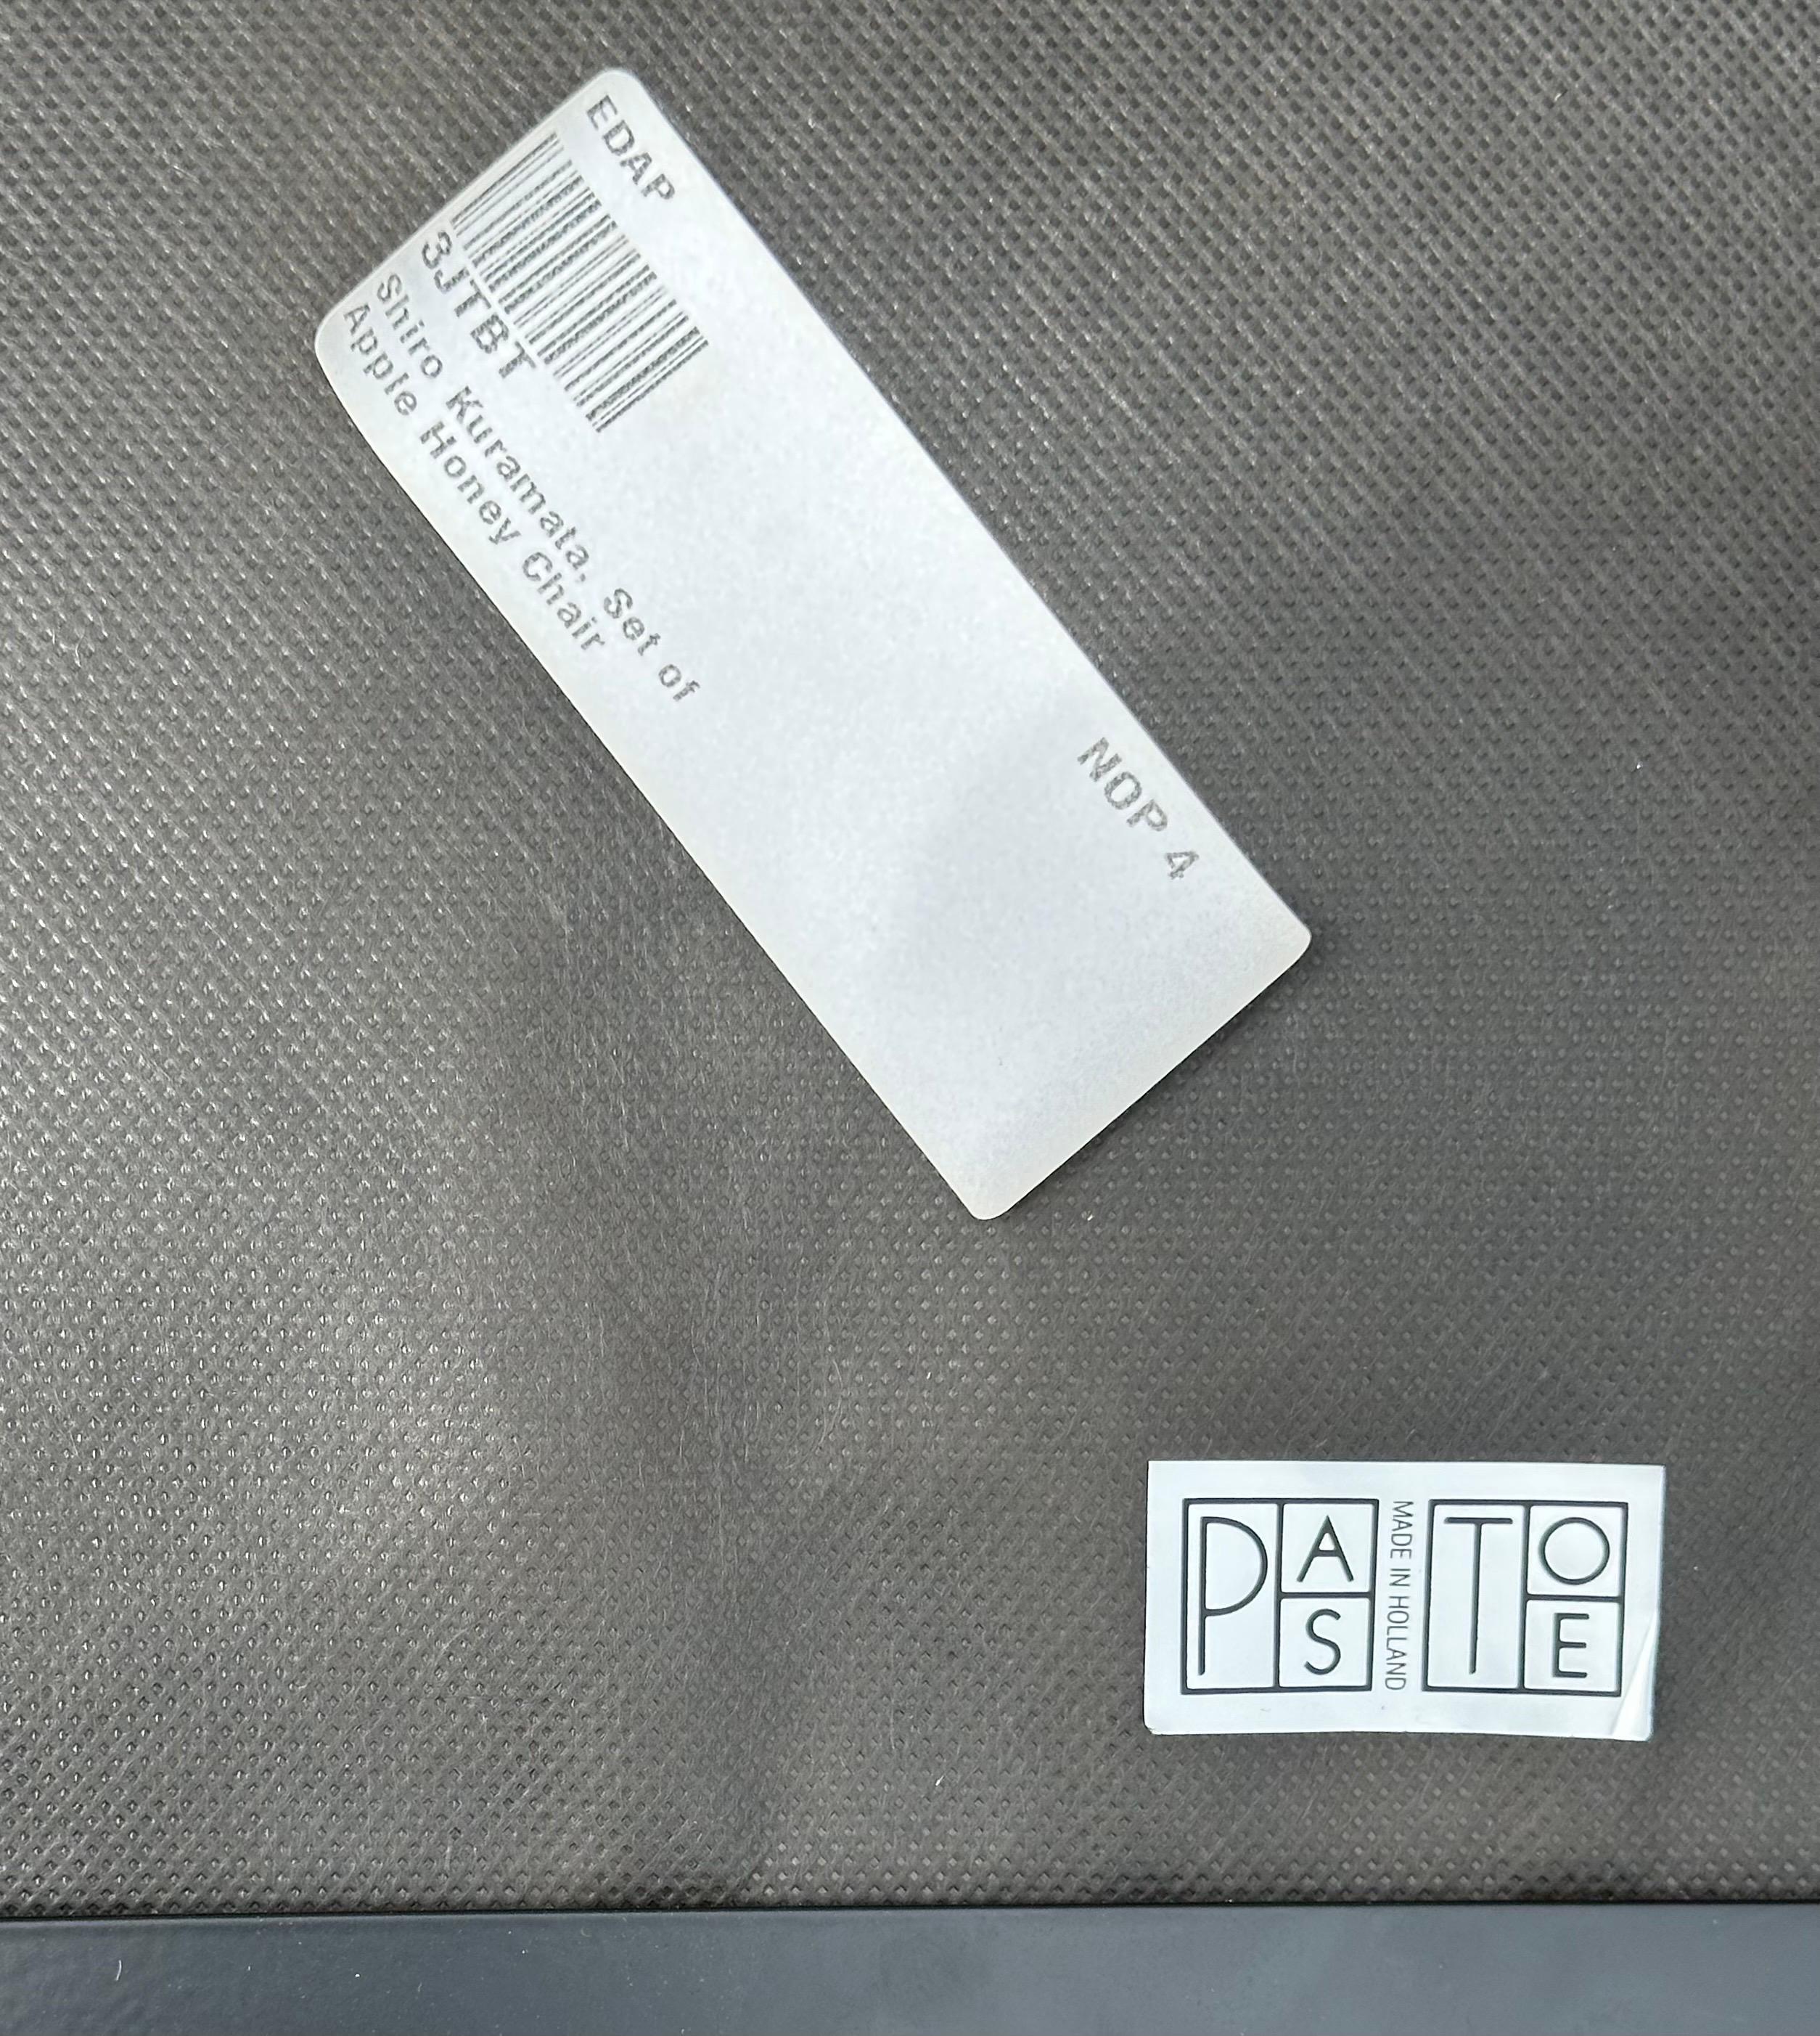 EDAP
NOP 4
3JTBT
Shiro Kuramata, Set of
Apple Honey Chair
PASTOE
MADE IN HOLLAND